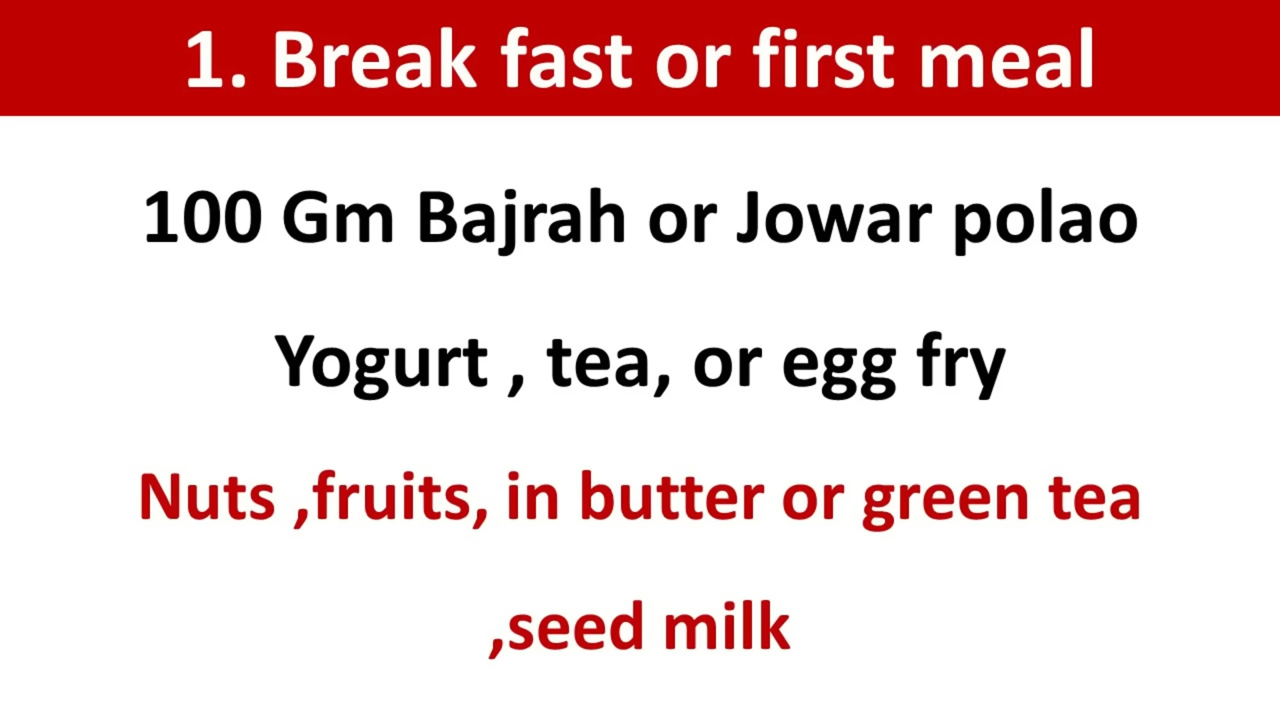 1. Break fast or first meal
100 Gm Bajrah or Jowar polao
Yogurt , tea, or egg fry
Nuts ,fruits, in butter or green tea
,seed milk